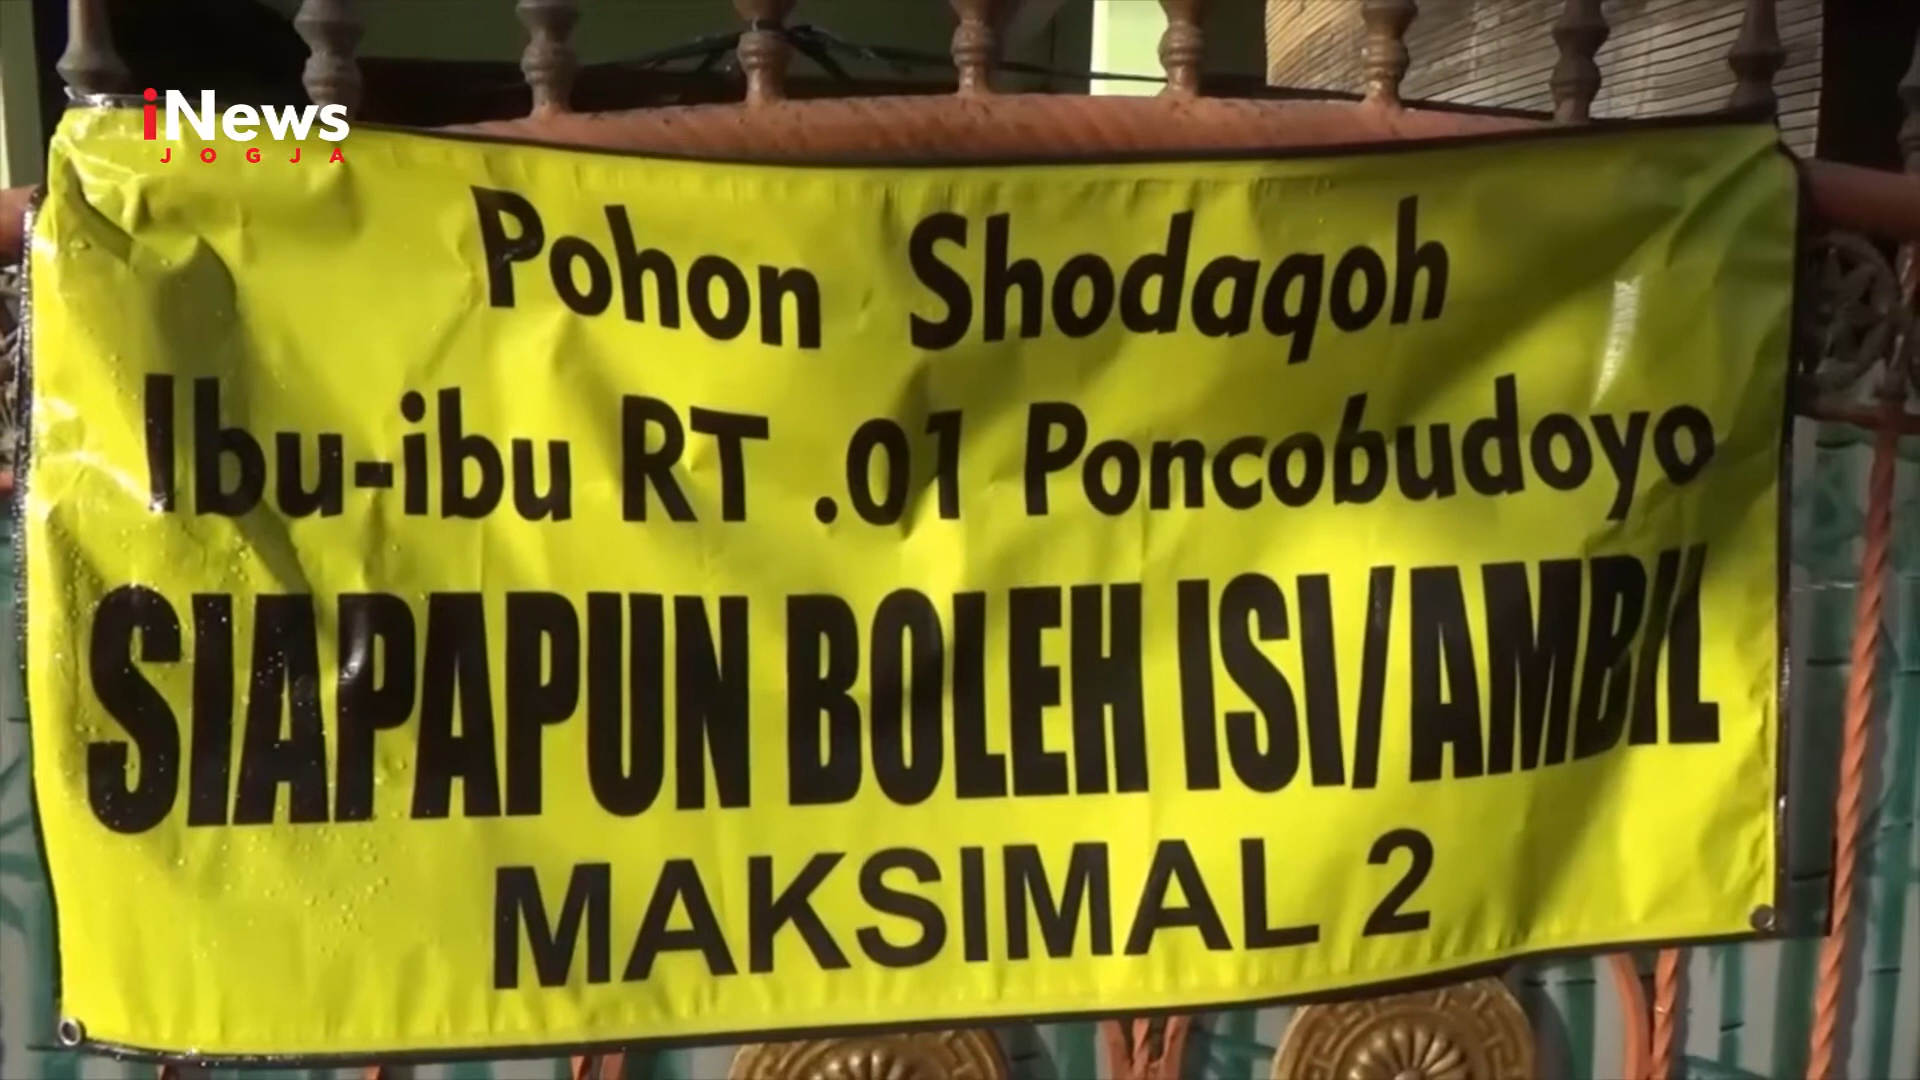 iNews
JOGJA
Pohon Shodaqoh
Ibu-ibu RT .01 Poncobudoyo
SIAPAPUN BOLEH ISI/AMBIL
MAKSIMAL 2